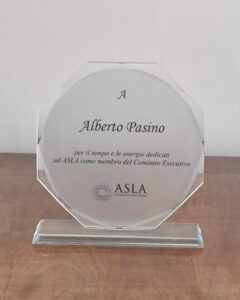 A
Alberto Pasino
per il tempo e le energie dedicati
ad ASLA come membro del Comitato Esecutivo
ASLA